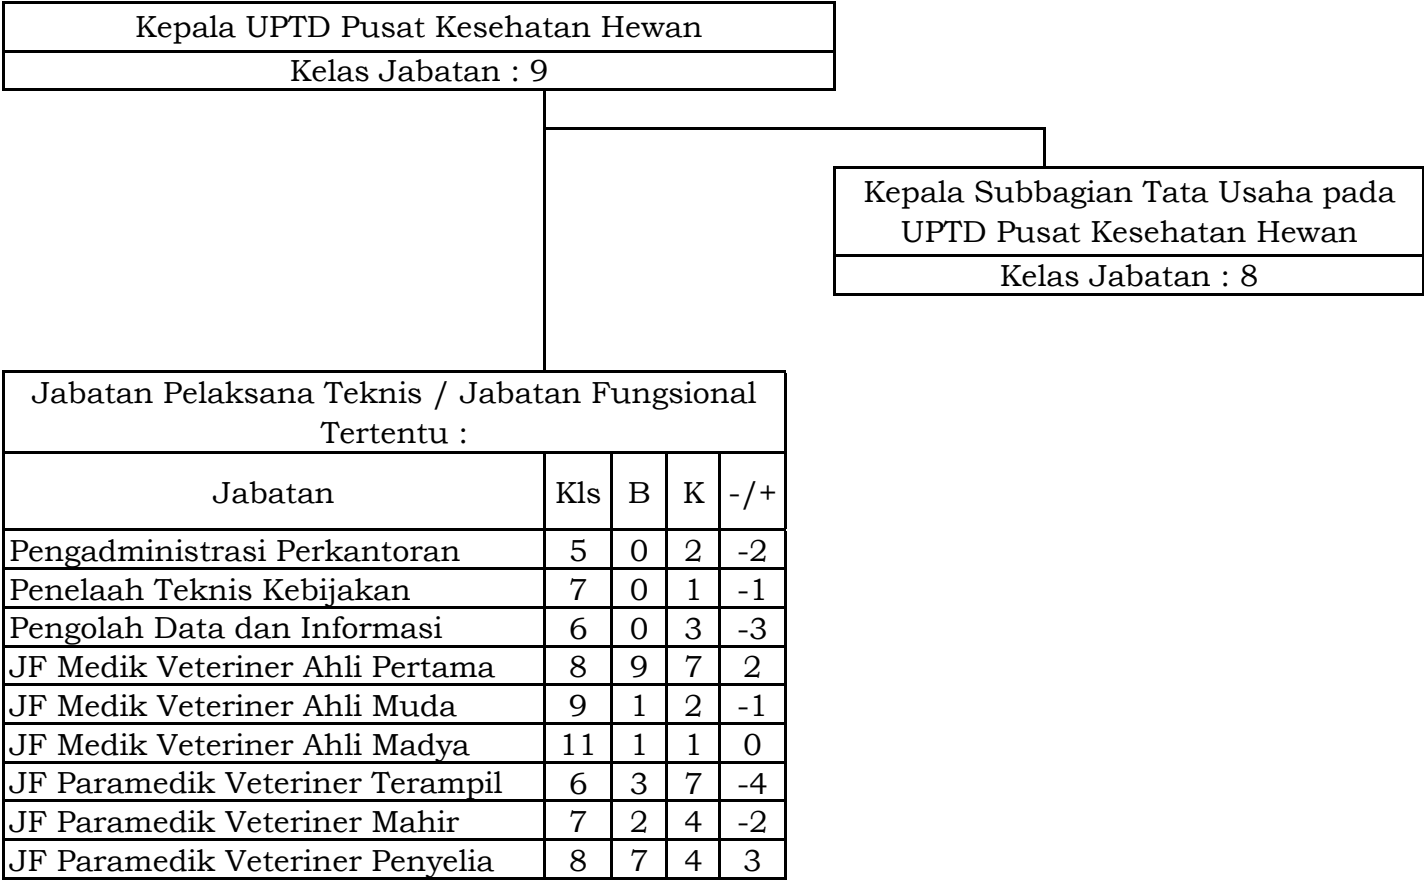 Kepala UPTD Pusat Kesehatan Hewan
Kelas Jabatan : 9
Kepala Subbagian Tata Usaha pada
UPTD Pusat Kesehatan Hewan
Kelas Jabatan : 8
Jabatan Pelaksana Teknis / Jabatan Fungsional
Tertentu :
Jabatan Kls B K -/+
Pengadministrasi Perkantoran 5 0 2 -2
Penelaah Teknis Kebijakan 7 0 1 -1
Pengolah Data dan Informasi 6 0 3 -3
JF Medik Veteriner Ahli Pertama 8 9 7 2
JF Medik Veteriner Ahli Muda 9 1 2 -1
JF Medik Veteriner Ahli Madya 11 1 1 0
JF Paramedik Veteriner Terampil 6 3 7 -4
JF Paramedik Veteriner Mahir 7 2 4 -2
JF Paramedik Veteriner Penyelia 8 7 4 3